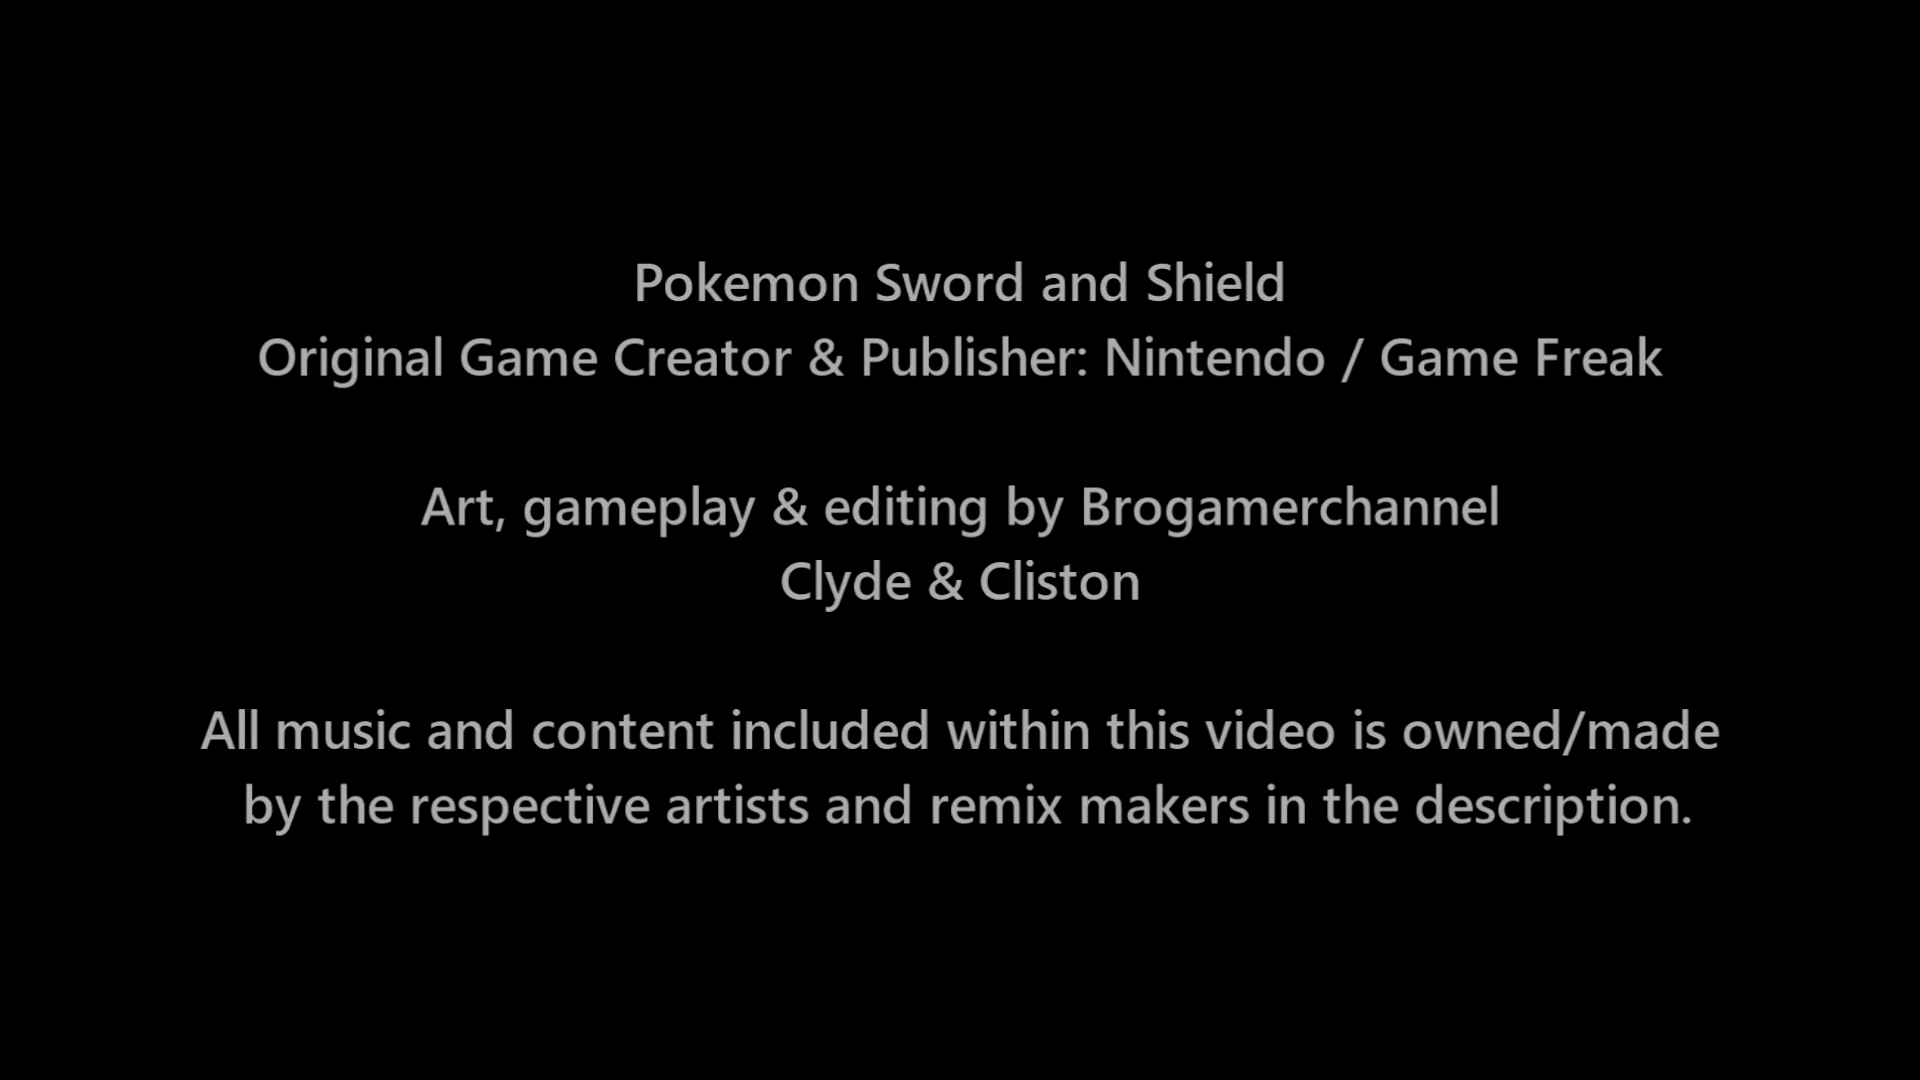 Pokemon Sword and Shield
Original Game Creator & Publisher: Nintendo / Game Freak
Art, gameplay & editing by Brogamerchannel
Clyde & Cliston
All music and content included within this video is owned/made
by the respective artists and remix makers in the description.